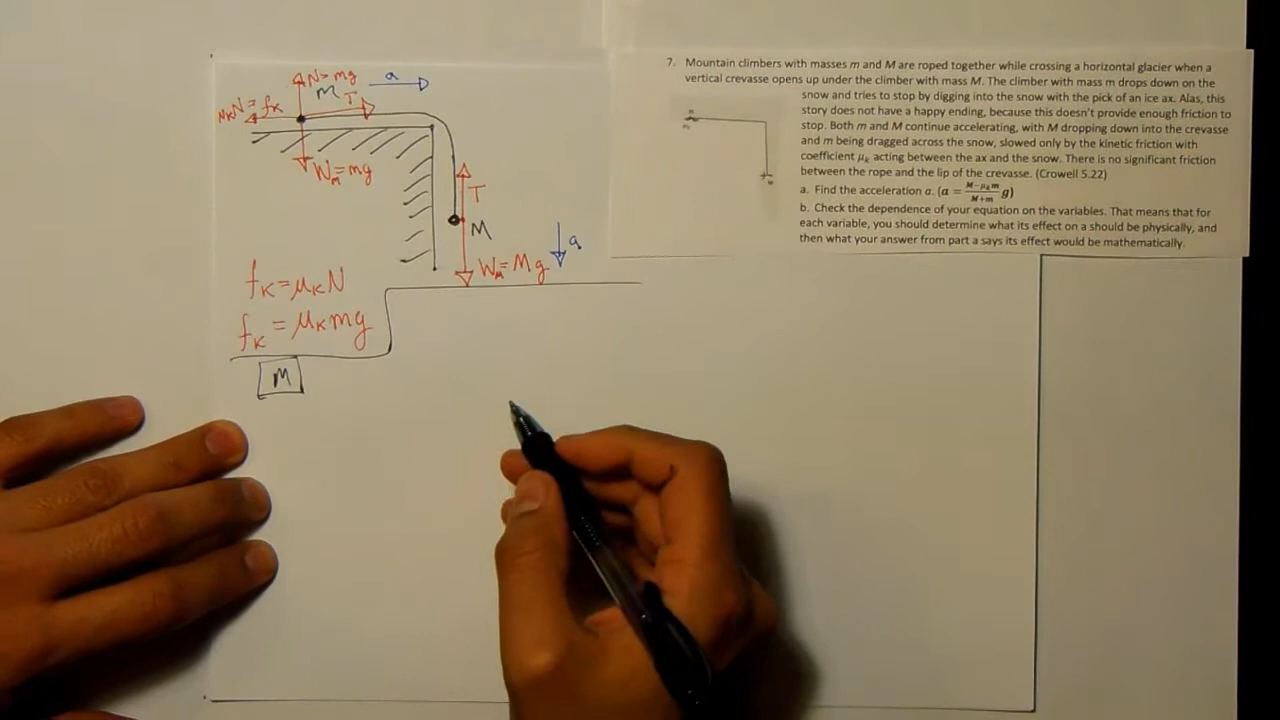 N=mg
a
m
T
μKN = fK
Wm=mg
T
M
a
WM=Mg
fK=μKN
fK = μKmg
M
7. Mountain climbers with masses m and M are roped together while crossing a horizontal glacier when a
vertical crevasse opens up under the climber with mass M. The climber with mass m drops down on the
snow and tries to stop by digging into the snow with the pick of an ice ax. Alas, this
story does not have a happy ending, because this doesn't provide enough friction to
stop. Both m and M continue accelerating, with M dropping down into the crevasse
and m being dragged across the snow, slowed only by the kinetic friction with
coefficient μk acting between the ax and the snow. There is no significant friction
between the rope and the lip of the crevasse. (Crowell 5.22)
a. Find the acceleration a. (a = M−μkm / M+m g)
b. Check the dependence of your equation on the variables. That means that for
each variable, you should determine what its effect on a should be physically, and
then what your answer from part a says its effect would be mathematically.